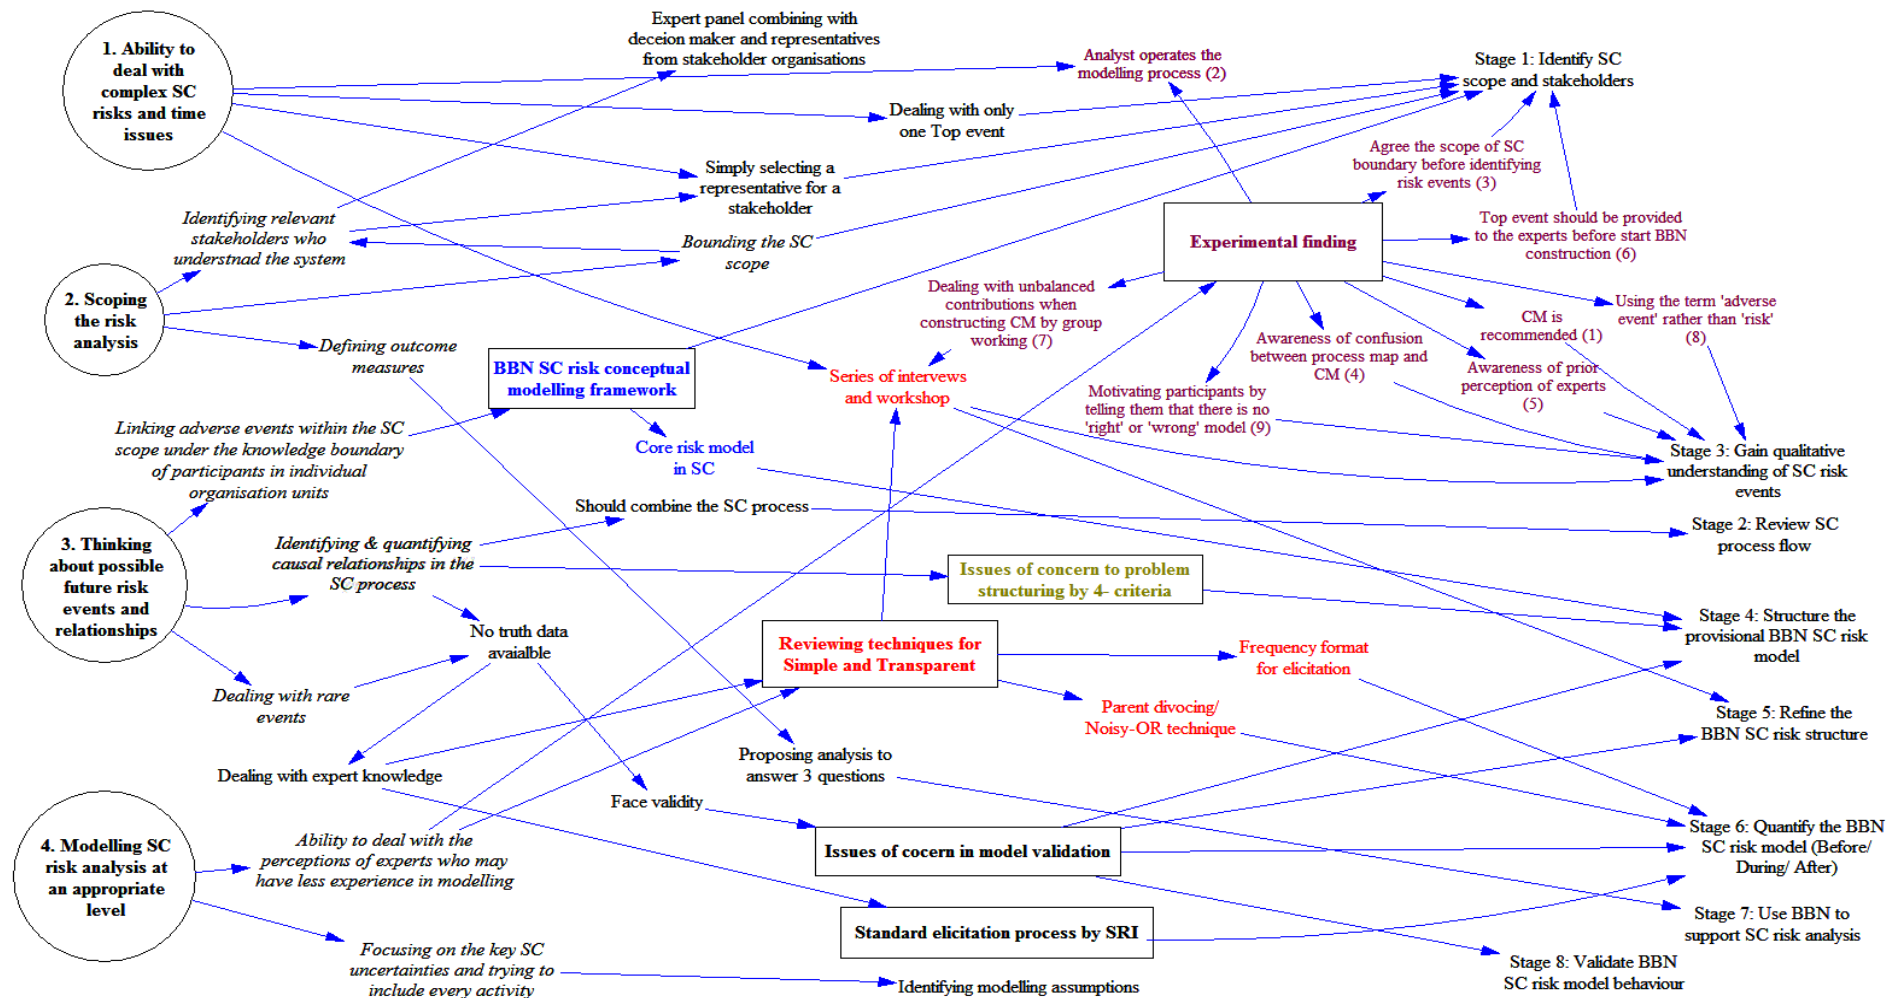 1. Ability to
deal with
complex SC
risks and time
issues
Expert panel combining with
deceion maker and representatives
from stakeholder organisations
Analyst operates the
modelling process (2)
Stage 1: Identify SC
scope and stakeholders
Dealing with only
one Top event
Agree the scope of SC
boundary before identifying
risk events (3)
Simply selecting a
representative for a
stakeholder
Identifying relevant
stakeholders who
understnad the system
Bounding the SC
scope
Experimental finding
Top event should be provided
to the experts before start BBN
construction (6)
2. Scoping
the risk
analysis
Dealing with unbalanced
contributions when
constructing CM by group
working (7)
Using the term 'adverse
event' rather than 'risk'
(8)
CM is
recommended (1)
Awareness of confusion
between process map and
CM (4)
Defining outcome
measures
BBN SC risk conceptual
modelling framework
Series of intervews
and workshop
Awareness of prior
perception of experts
(5)
Motivating participants by
telling them that there is no
'right' or 'wrong' model (9)
Linking adverse events within the SC
scope under the knowledge boundary
of participants in individual
organisation units
Core risk model
in SC
Stage 3: Gain qualitative
understanding of SC risk
events
Should combine the SC process
Stage 2: Review SC
process flow
3. Thinking
about possible
future risk
events and
relationships
Identifying & quantifying
causal relationships in the
SC process
Issues of concern to problem
structuring by 4- criteria
Stage 4: Structure the
provisional BBN SC risk
model
No truth data
avaialble
Reviewing techniques for
Simple and Transparent
Frequency format
for elicitation
Dealing with rare
events
Parent divocing/
Noisy-OR technique
Stage 5: Refine the
BBN SC risk structure
Dealing with expert knowledge
Proposing analysis to
answer 3 questions
Face validity
Stage 6: Quantify the BBN
SC risk model (Before/
During/ After)
4. Modelling SC
risk analysis at
an appropriate
level
Ability to deal with the
perceptions of experts who may
have less experience in modelling
Issues of cocern in model validation
Standard elicitation process by SRI
Stage 7: Use BBN to
support SC risk analysis
Focusing on the key SC
uncertainties and trying to
include every activity
Identifying modelling assumptions
Stage 8: Validate BBN
SC risk model behaviour